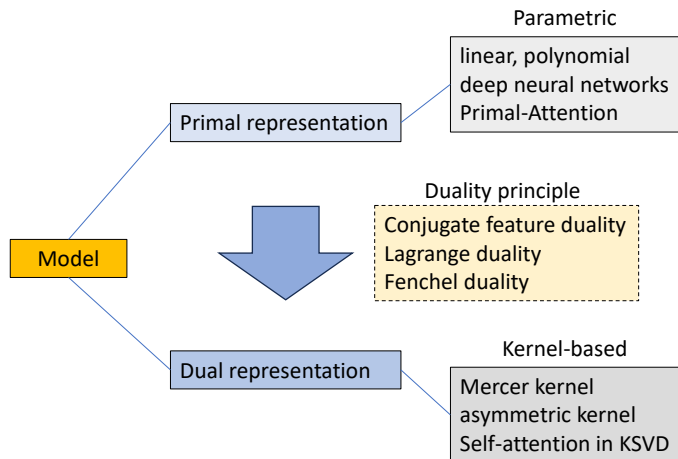 Parametric
linear, polynomial
deep neural networks
Primal-Attention
Primal representation
Duality principle
Conjugate feature duality
Lagrange duality
Fenchel duality
Model
Dual representation
Kernel-based
Mercer kernel
asymmetric kernel
Self-attention in KSVD